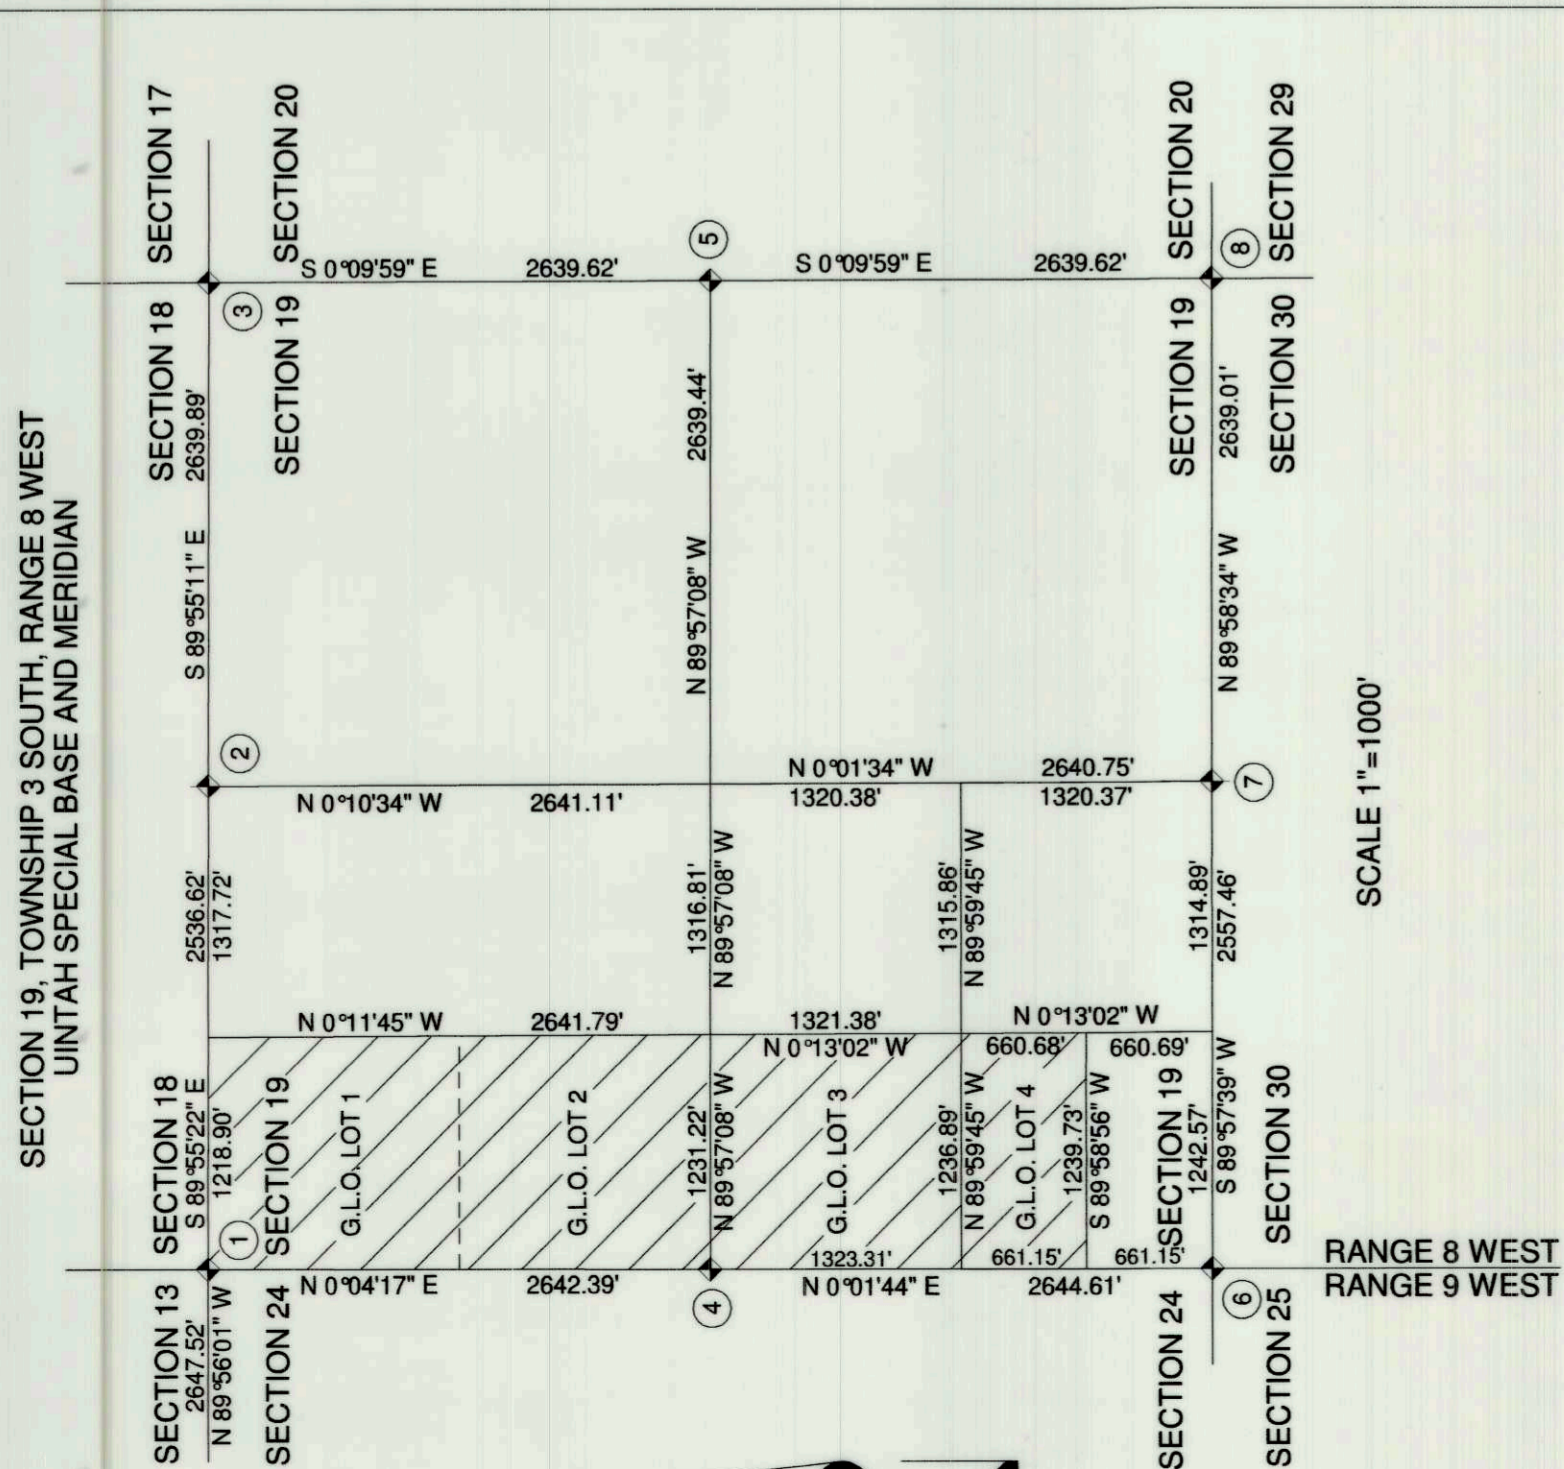 SECTION 19, TOWNSHIP 3 SOUTH, RANGE 8 WEST
UINTAH SPECIAL BASE AND MERIDIAN
SECTION 17
SECTION 20
SECTION 20
SECTION 29
S 0°09'59" E
2639.62'
5
S 0°09'59" E
2639.62'
8
3
SECTION 18
SECTION 19
SECTION 19
SECTION 30
2639.89'
S 89°55'11" E
2639.44'
N 89°57'08" W
2639.01'
N 89°58'34" W
2
N 0°10'34" W
2641.11'
N 0°01'34" W
2640.75'
1320.38'
1320.37'
7
SCALE 1"=1000'
2536.62'
1317.72'
1316.81'
N 89°57'08" W
1315.86'
N 89°59'45" W
1314.89'
2557.46'
N 0°11'45" W
2641.79'
1321.38'
N 0°13'02" W
N 0°13'02" W
660.68'
660.69'
SECTION 18
S 89°55'22" E
1218.90'
1
SECTION 19
G.L.O. LOT 1
G.L.O. LOT 2
1231.22'
N 89°57'08" W
G.L.O. LOT 3
1236.89'
N 89°59'45" W
G.L.O. LOT 4
1239.73'
S 89°58'56" W
SECTION 19
1242.57'
S 89°57'39" W
SECTION 30
1323.31'
661.15'
661.15'
N 0°04'17" E
2642.39'
4
N 0°01'44" E
2644.61'
6
RANGE 8 WEST
RANGE 9 WEST
SECTION 13
2647.52'
N 89°56'01" W
SECTION 24
SECTION 24
SECTION 25